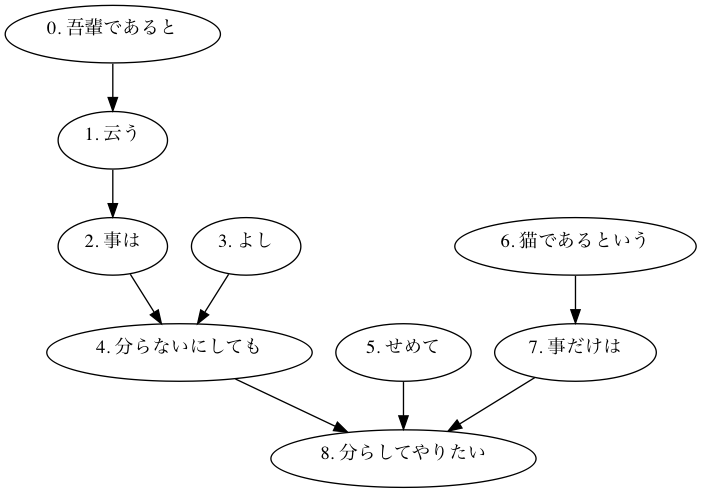 0. 吾輩であると
1. 云う
2. 事は
3. よし
6. 猫であるという
4. 分らないにしても
5. せめて
7. 事だけは
8. 分らしてやりたい